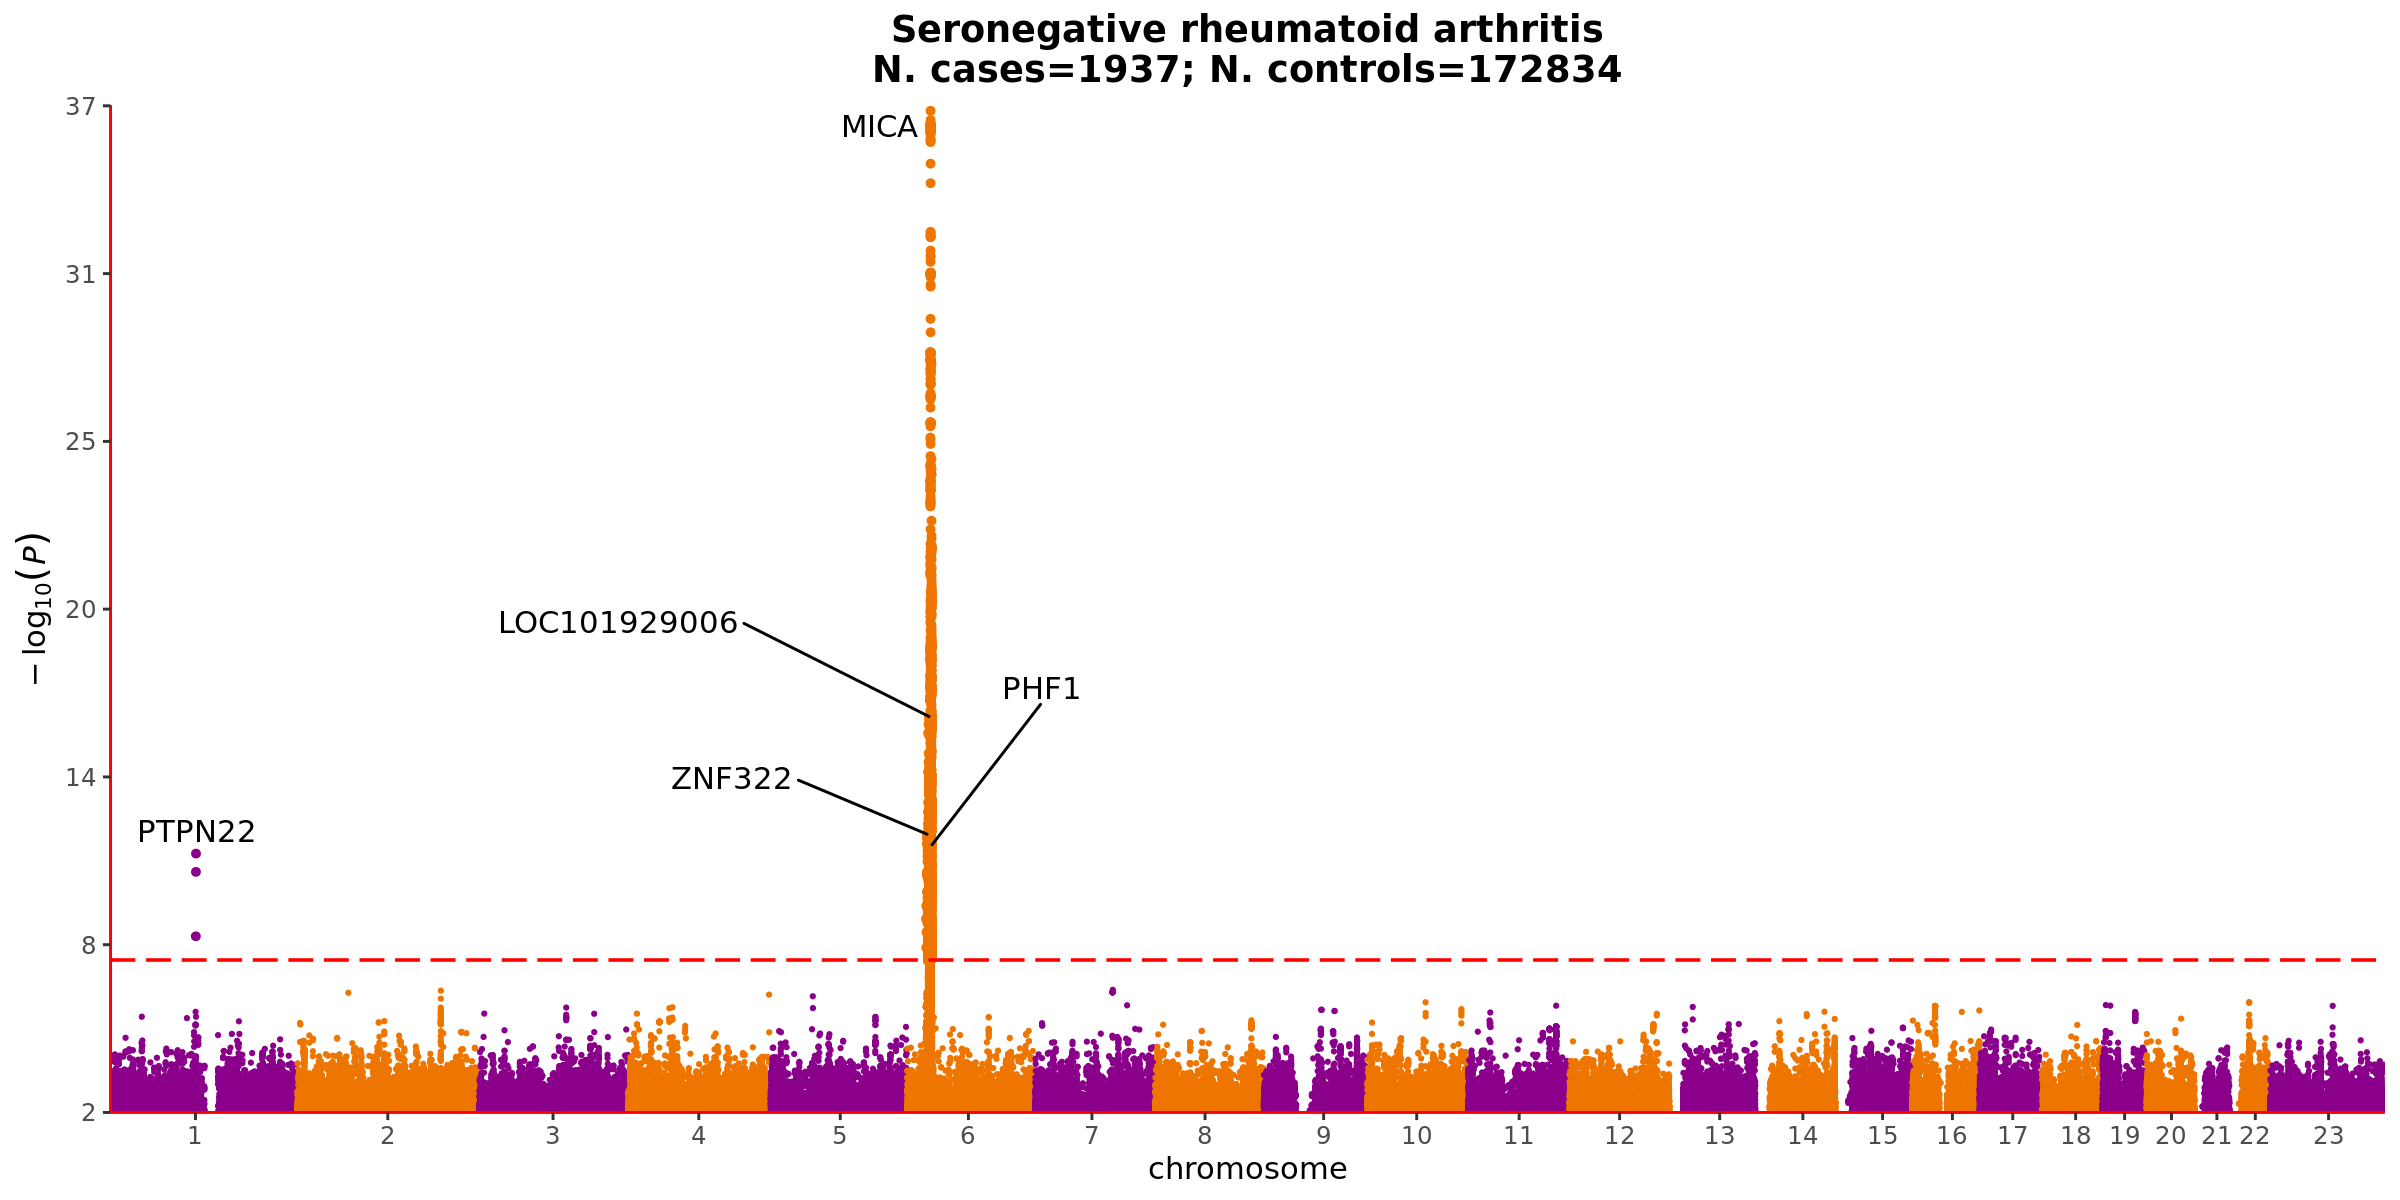 Seronegative rheumatoid arthritis
N. cases=1937; N. controls=172834
37
31
25
20
14
8
2
−log10(P)
MICA
LOC101929006
PHF1
ZNF322
PTPN22
1 2 3 4 5 6 7 8 9 10 11 12 13 14 15 16 17 18 19 20 21 22 23
chromosome